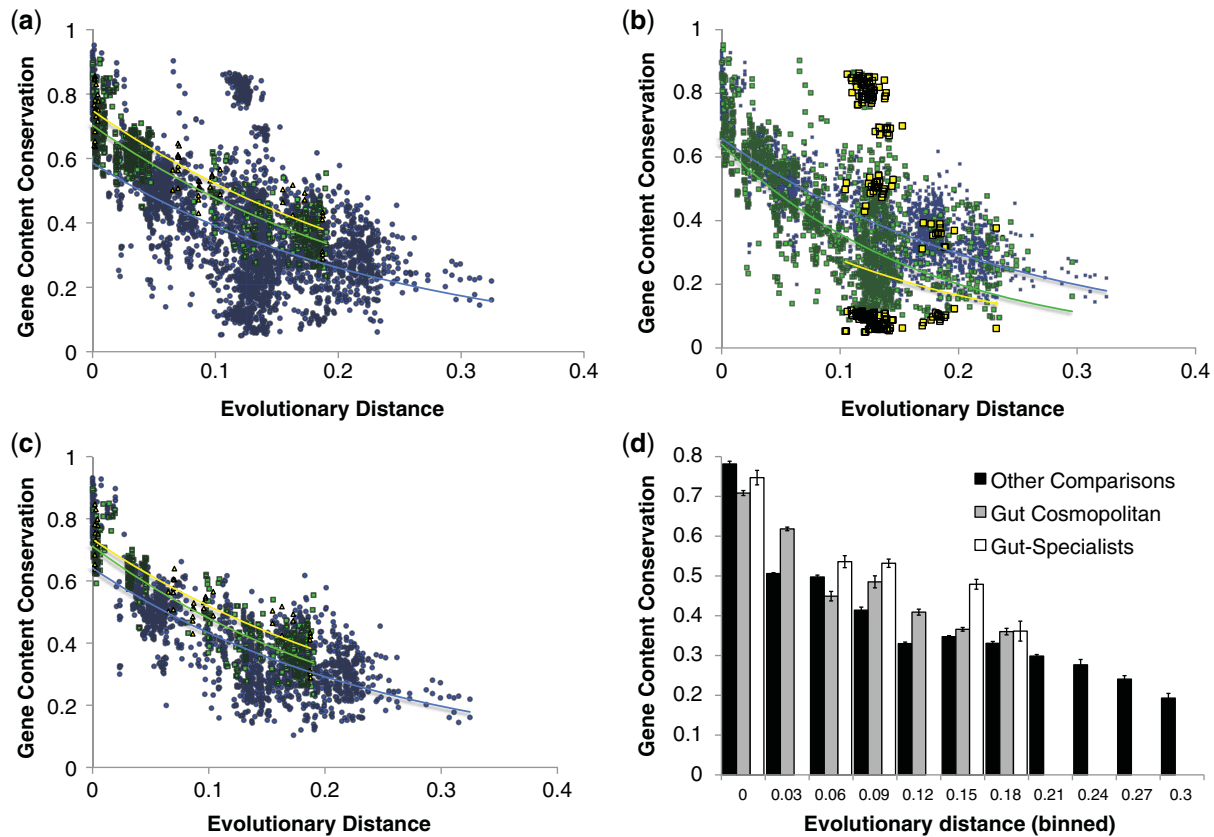 (a)
Gene Content Conservation
1
0.8
0.6
0.4
0.2
0
0 0.1 0.2 0.3 0.4
Evolutionary Distance
(b)
Gene Content Conservation
1
0.8
0.6
0.4
0.2
0
0 0.1 0.2 0.3 0.4
Evolutionary Distance
(c)
Gene Content Conservation
1
0.8
0.6
0.4
0.2
0
0 0.1 0.2 0.3 0.4
Evolutionary Distance
(d)
Gene Content Conservation
0.8
0.7
0.6
0.5
0.4
0.3
0.2
0.1
0
Other Comparisons
Gut Cosmopolitan
Gut-Specialists
0 0.03 0.06 0.09 0.12 0.15 0.18 0.21 0.24 0.27 0.3
Evolutionary distance (binned)